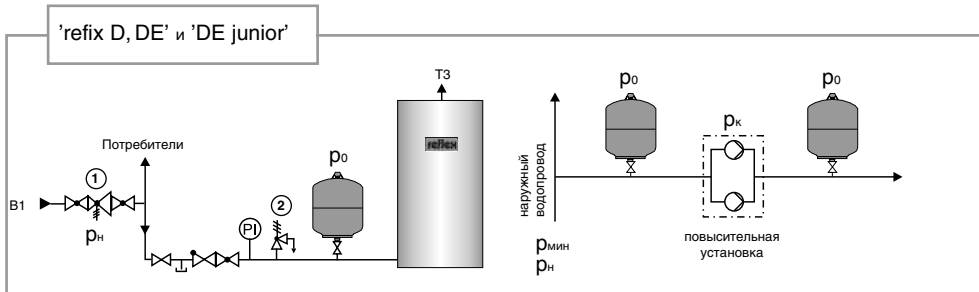 'refix D, DE' и 'DE junior'
T3
Потребители
1
B1
pн
PI
2
p₀
reflex
наружный
водопровод
pмин
pн
p₀
pк
p₀
повысительная
установка